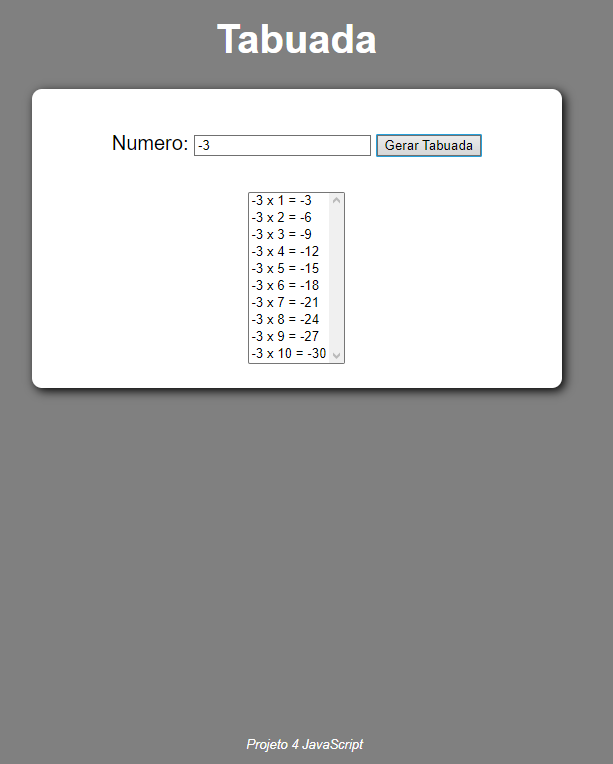 Tabuada
Numero: -3 Gerar Tabuada
-3 x 1 = -3
-3 x 2 = -6
-3 x 3 = -9
-3 x 4 = -12
-3 x 5 = -15
-3 x 6 = -18
-3 x 7 = -21
-3 x 8 = -24
-3 x 9 = -27
-3 x 10 = -30
Projeto 4 JavaScript